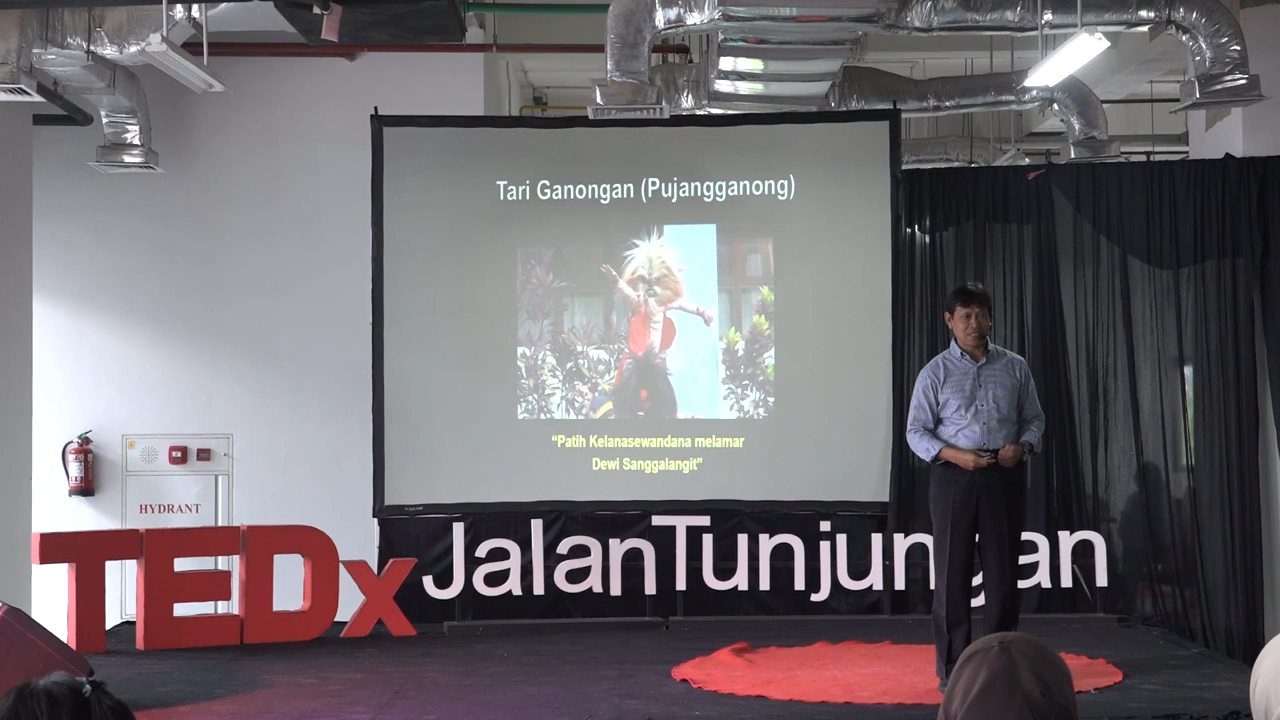 Tari Ganongan (Pujangganong)
“Patih Kelanasewandana melamar
Dewi Sanggalangit”
HYDRANT
TEDx JalanTunjungan